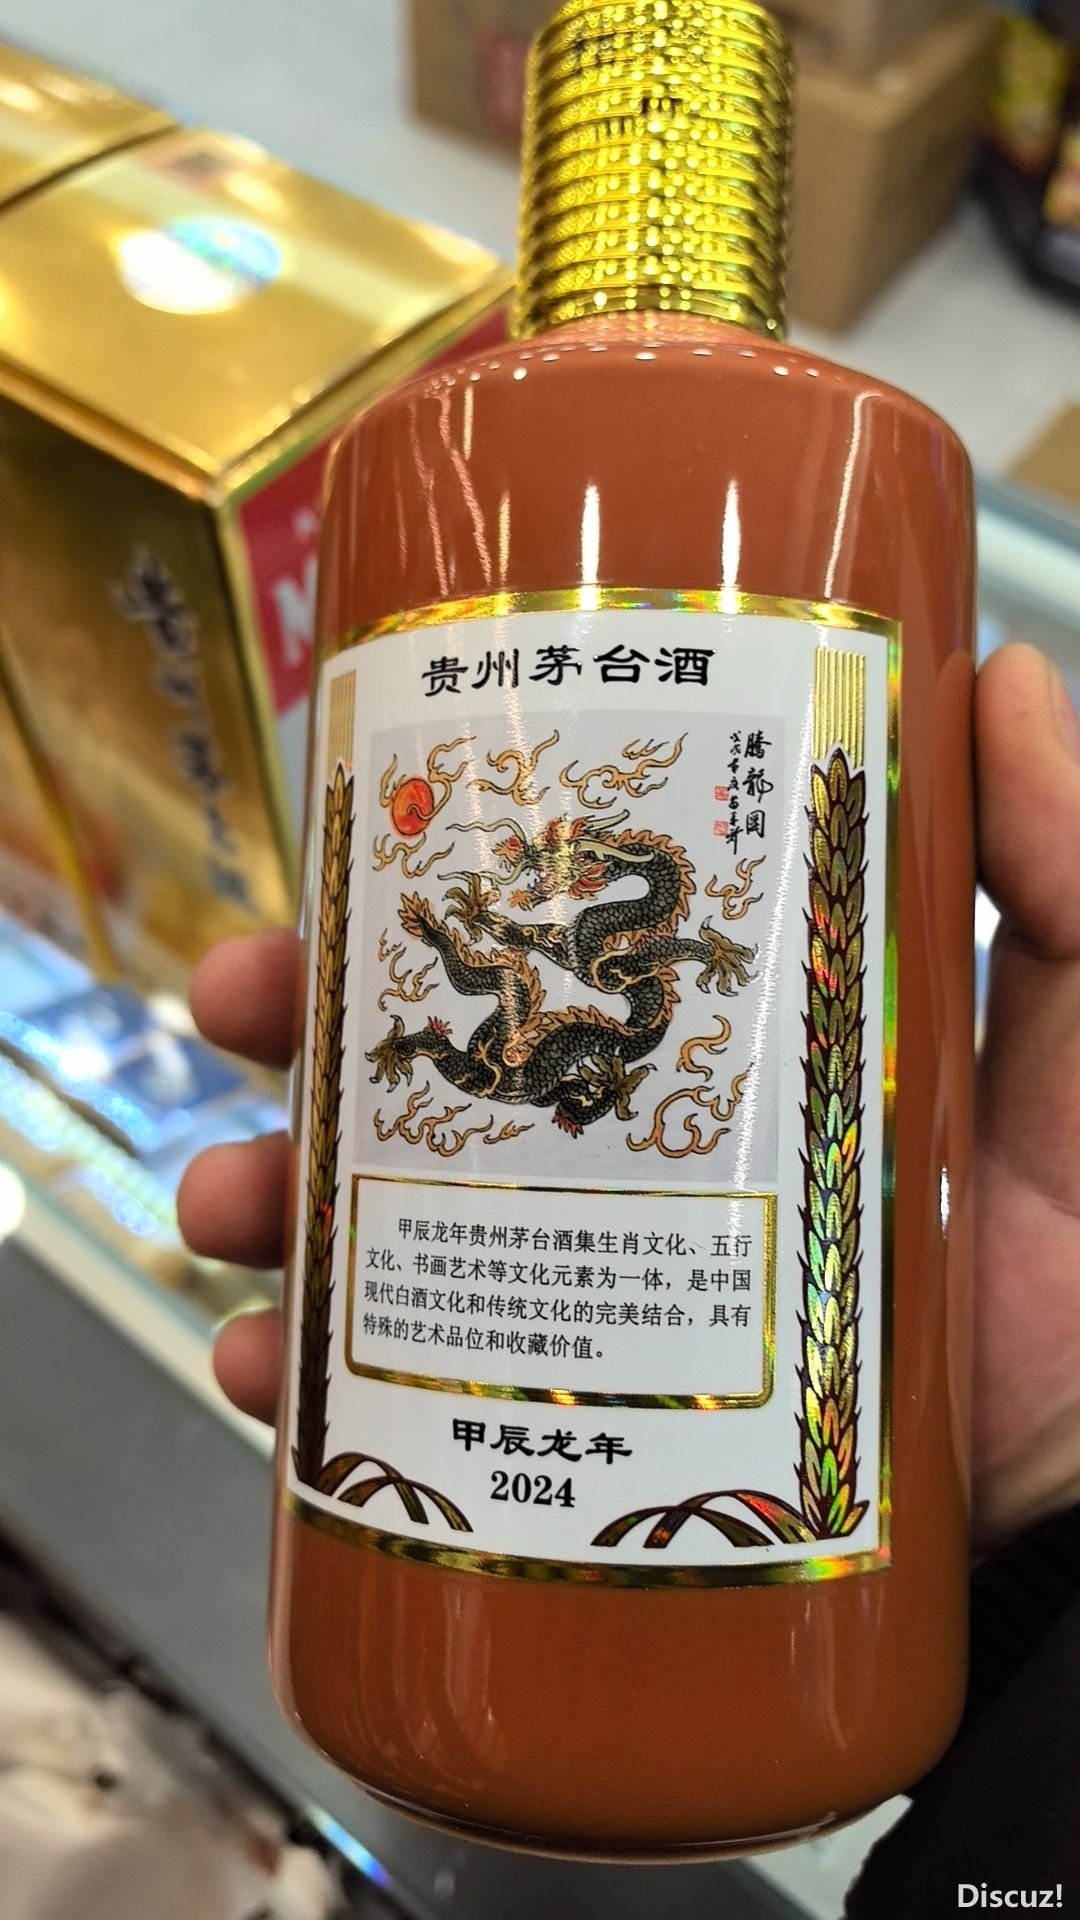 贵州茅台酒
腾龙图
甲辰龙年贵州茅台酒集生肖文化、五行
文化、书画艺术等文化元素为一体，是中国
现代白酒文化和传统文化的完美结合，具有
特殊的艺术品位和收藏价值。
甲辰龙年
2024
Discuz!